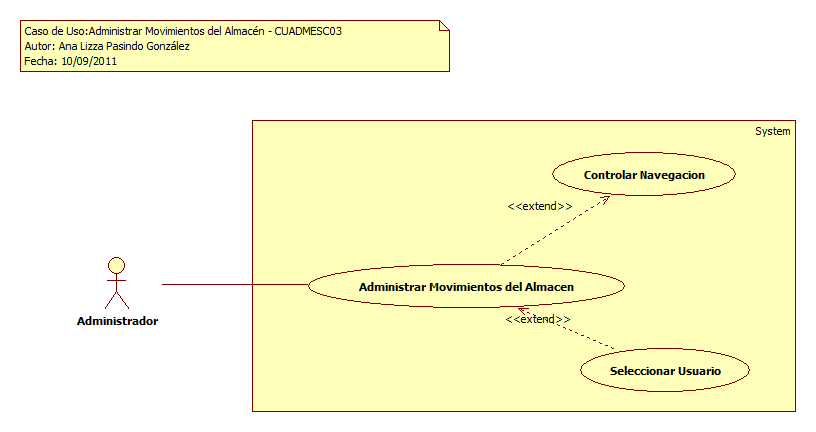 Caso de Uso:Administrar Movimientos del Almacén - CUADMESC03
Autor: Ana Lizza Pasindo González
Fecha: 10/09/2011
System
Controlar Navegacion
<<extend>>
Administrar Movimientos del Almacen
<<extend>>
Administrador
Seleccionar Usuario